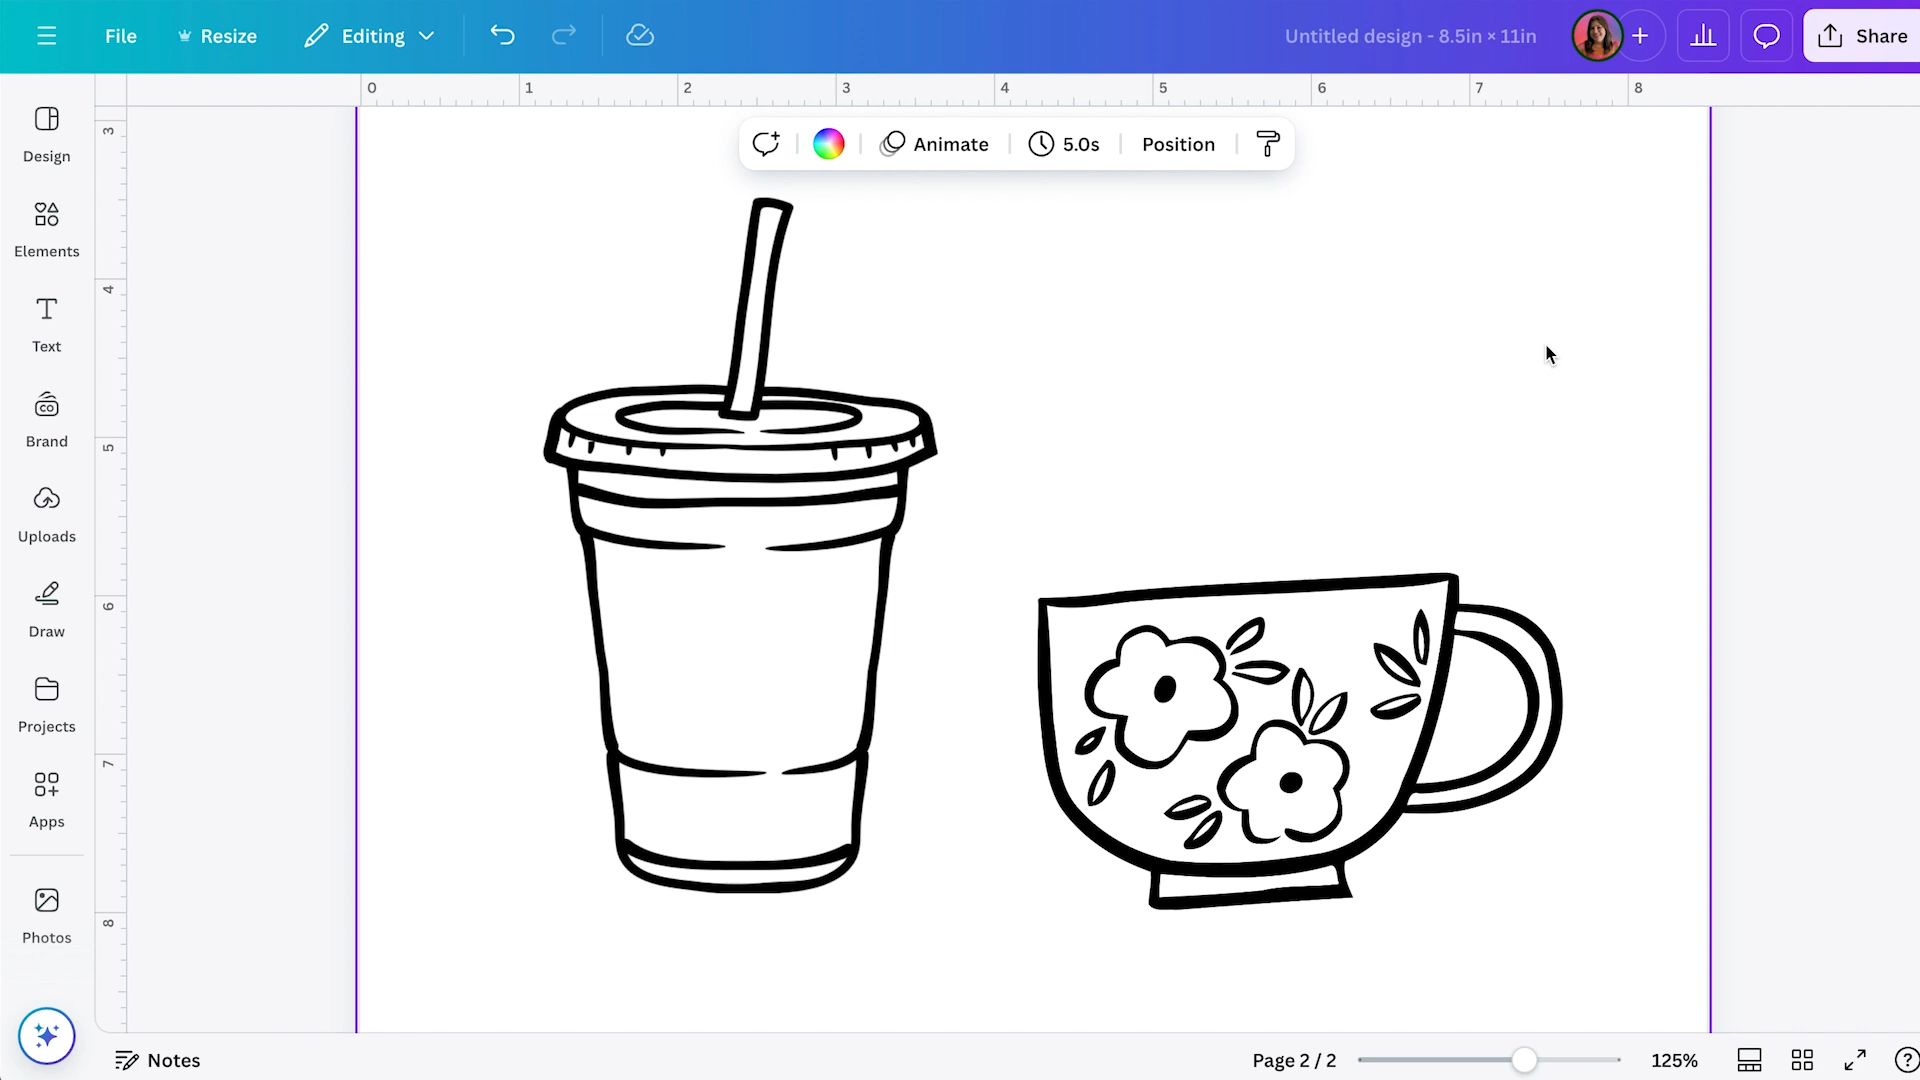 File
Resize
Editing
Untitled design - 8.5in × 11in
Share
0 1 2 3 4 5 6 7 8
Animate
5.0s
Position
3
4
5
6
7
8
Design
Elements
Text
CO
Brand
Uploads
Draw
Projects
Apps
Photos
Notes
Page 2 / 2
125%
?